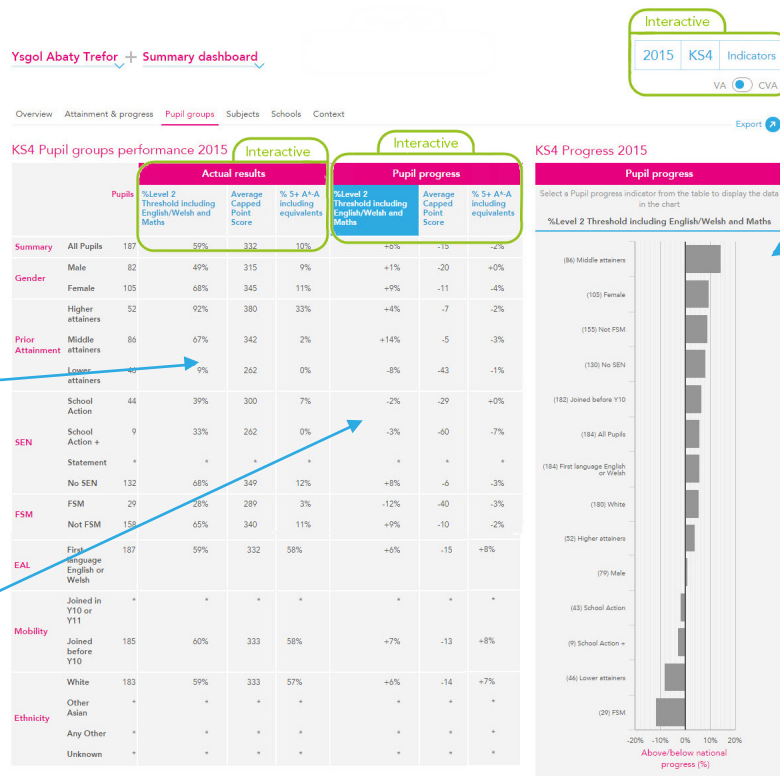 Interactive
Ysgol Abaty Trefor + Summary dashboard
2015 KS4 Indicators
VA CVA
Overview Attainment & progress Pupil groups Subjects Schools Context
Export
KS4 Pupil groups performance 2015
Interactive
Interactive
KS4 Progress 2015
Actual results Pupil progress
Pupils %Level 2 Threshold including English/Welsh and Maths Average Capped Point Score % 5+ A*-A including equivalents %Level 2 Threshold including English/Welsh and Maths Average Capped Point Score % 5+ A*-A including equivalents
Summary All Pupils 187 59% 332 10% +6% -15 -2%
Gender
Male 82 49% 315 9% +1% -20 +0%
Female 105 68% 345 11% +9% -11 -4%
Prior Attainment
Higher attainers 52 92% 380 33% +4% -7 -2%
Middle attainers 86 67% 342 2% +14% -5 -3%
Lower attainers 46 9% 262 0% -8% -43 -1%
SEN
School Action 44 39% 300 7% -2% -29 +0%
School Action + 9 33% 262 0% -3% -60 -7%
Statement * * * * * * *
No SEN 132 68% 349 12% +8% -6 -3%
FSM
FSM 29 28% 289 3% -12% -40 -3%
Not FSM 158 65% 340 11% +9% -10 -2%
EAL
First language English or Welsh 187 59% 332 58% +6% -15 +8%
Mobility
Joined in Y10 or Y11 * * * * * * *
Joined before Y10 185 60% 333 58% +7% -13 +8%
Ethnicity
White 183 59% 333 57% +6% -14 +7%
Other Asian * * * * * * *
Any Other * * * * * * *
Unknown * * * * * * *
Pupil progress
Select a Pupil progress indicator from the table to display the data
in the chart
%Level 2 Threshold including English/Welsh and Maths
(86) Middle attainers
(105) Female
(155) Not FSM
(130) No SEN
(182) Joined before Y10
(184) All Pupils
(184) First language English
or Welsh
(180) White
(52) Higher attainers
(79) Male
(43) School Action
(9) School Action +
(46) Lower attainers
(29) FSM
-20% -10% 0% 10% 20%
Above/below national
progress (%)